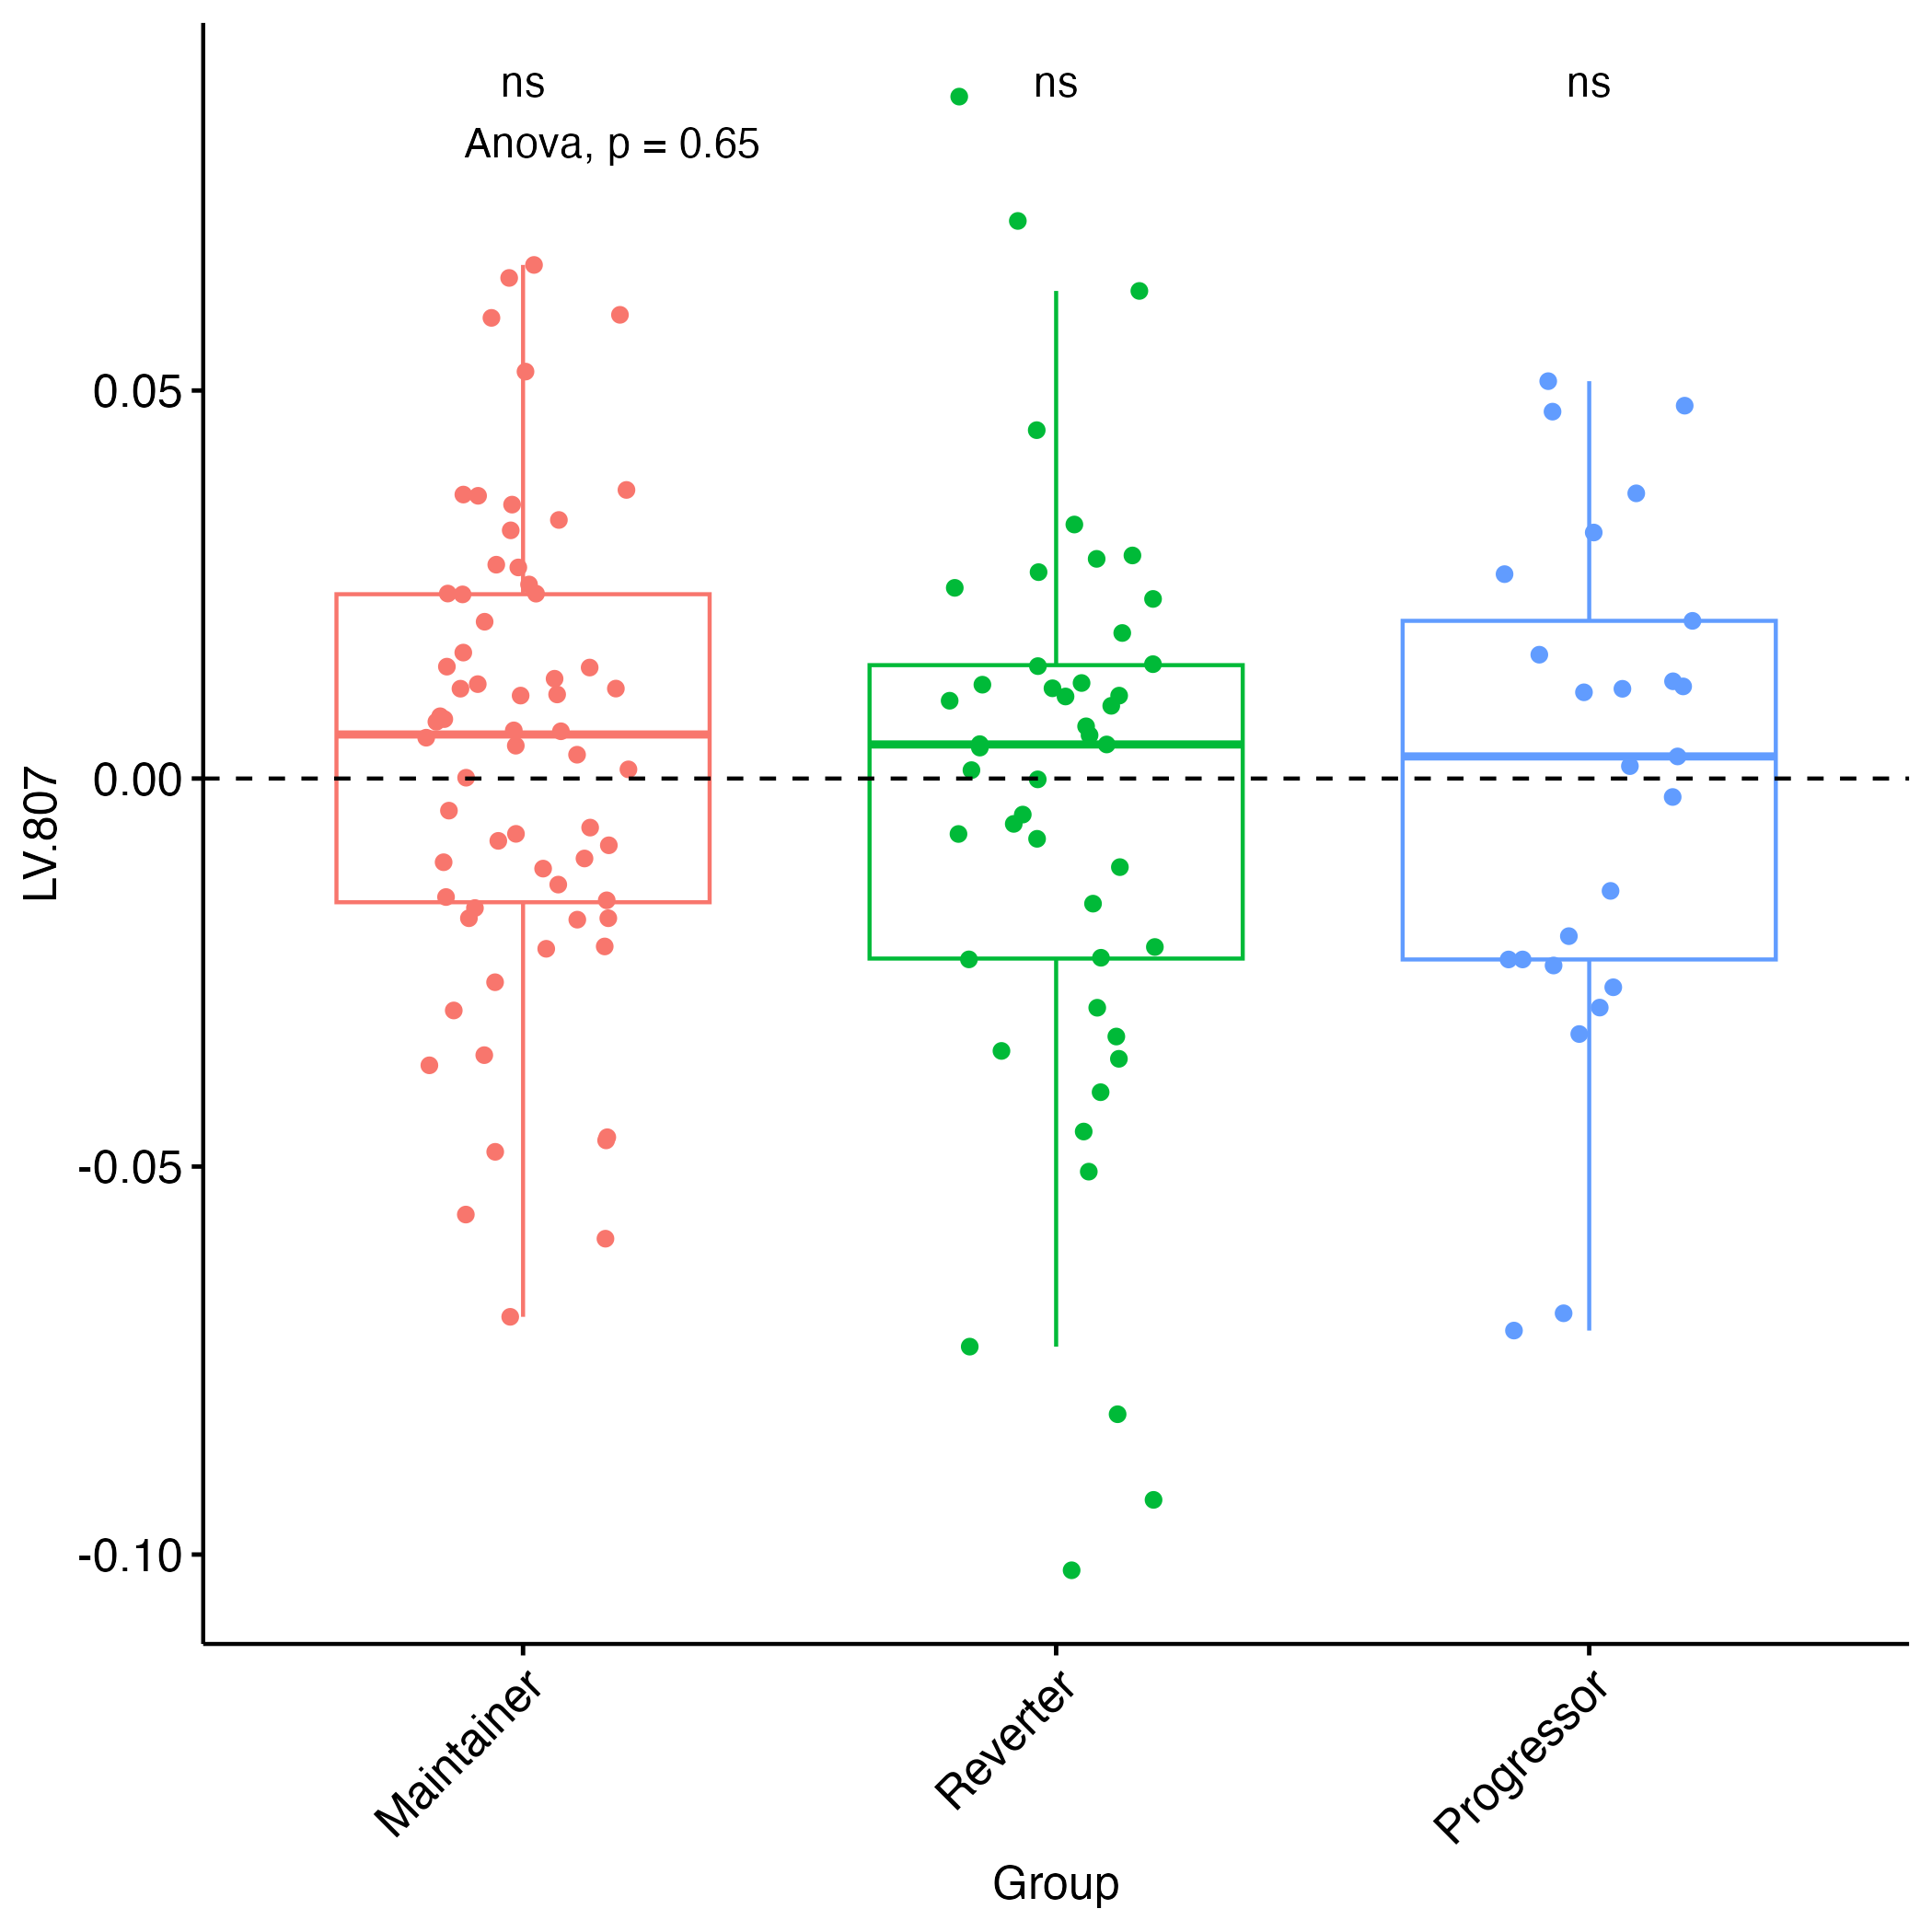 ns ns ns
Anova, p = 0.65
0.05
0.00
-0.05
-0.10
LV.807
Maintainer Reverter Progressor
Group